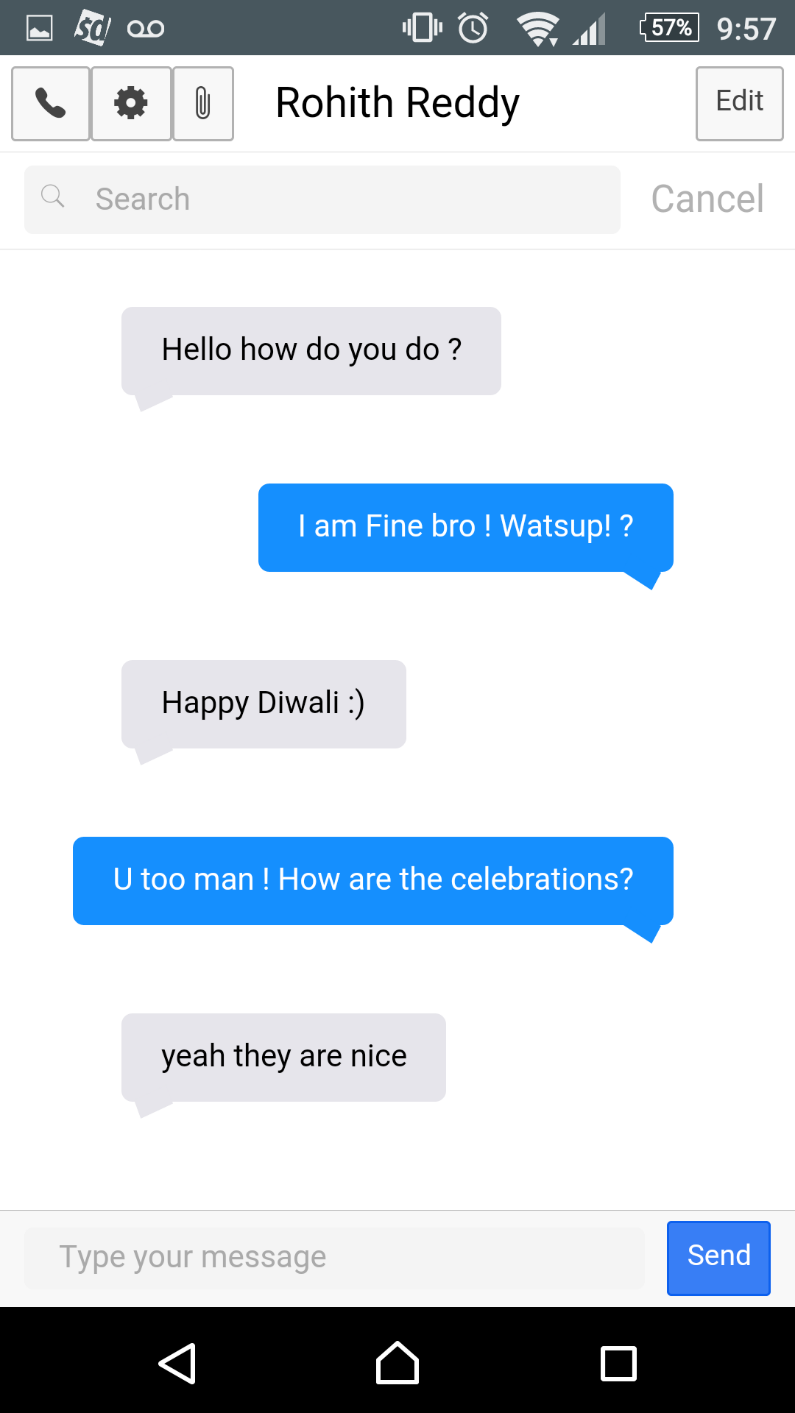 57% 9:57
Rohith Reddy Edit
Search Cancel
Hello how do you do ?
I am Fine bro ! Watsup! ?
Happy Diwali :)
U too man ! How are the celebrations?
yeah they are nice
Type your message Send